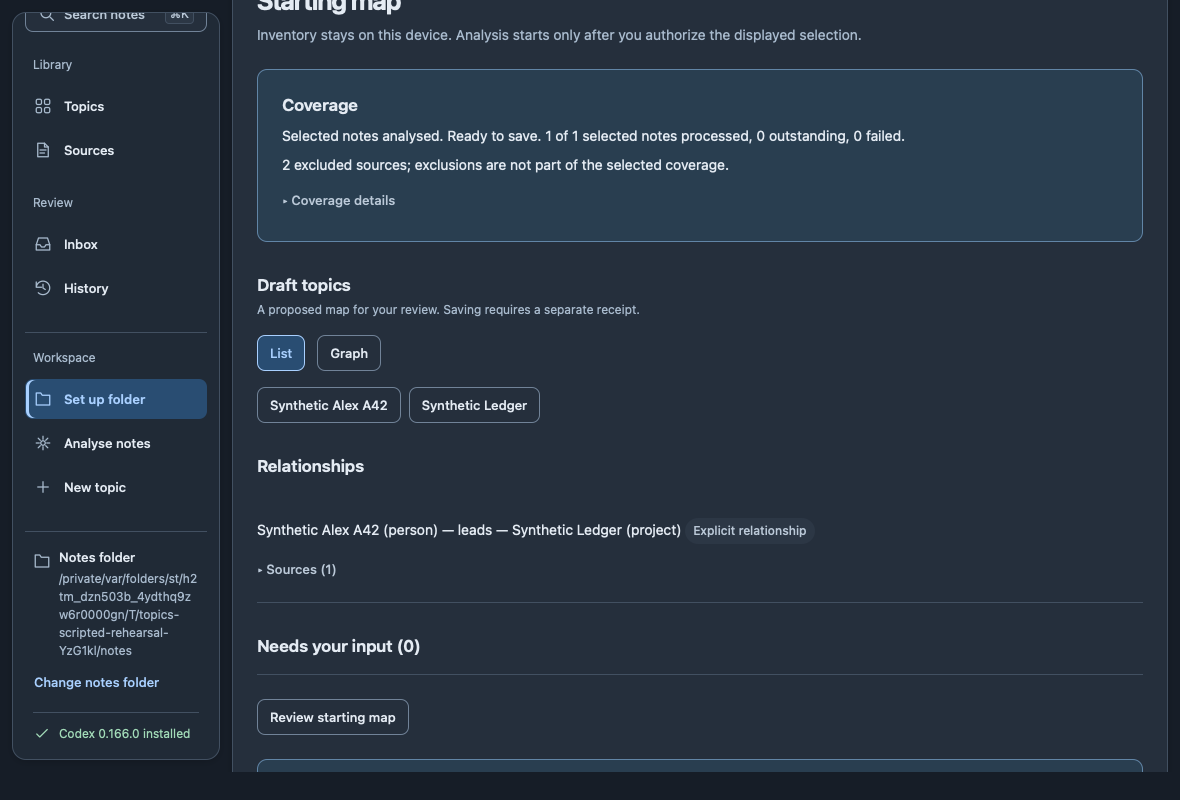 Search notes ⌘K
Library
Topics
Sources
Review
Inbox
History
Workspace
Set up folder
Analyse notes
New topic
Notes folder
/private/var/folders/st/h2
tm_dzn503b_4ydthq9z
w6r0000gn/T/topics-
scripted-rehearsal-
YzG1kl/notes
Change notes folder
Codex 0.166.0 installed
Starting map
Inventory stays on this device. Analysis starts only after you authorize the displayed selection.
Coverage
Selected notes analysed. Ready to save. 1 of 1 selected notes processed, 0 outstanding, 0 failed.
2 excluded sources; exclusions are not part of the selected coverage.
Coverage details
Draft topics
A proposed map for your review. Saving requires a separate receipt.
List Graph
Synthetic Alex A42 Synthetic Ledger
Relationships
Synthetic Alex A42 (person) — leads — Synthetic Ledger (project) Explicit relationship
Sources (1)
Needs your input (0)
Review starting map